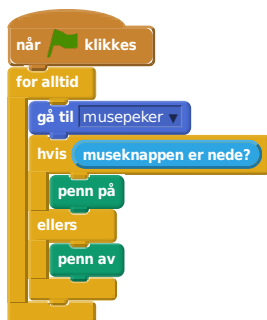 når klikkes
for alltid
gå til musepeker
hvis museknappen er nede?
penn på
ellers
penn av